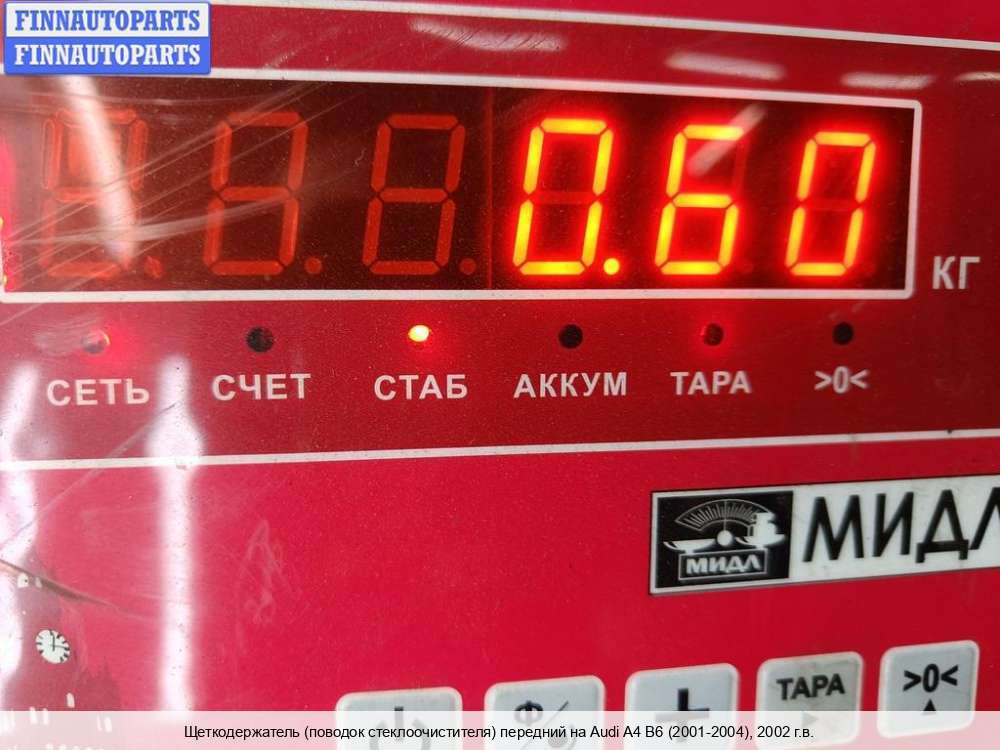 FINNAUTOPARTS
FINNAUTOPARTS
0.60
КГ
СЕТЬ СЧЕТ СТАБ АККУМ ТАРА >0<
МИДЛ МИДЛ
Ф/
+ ТАРА >0<
Щеткодержатель (поводок стеклоочистителя) передний на Audi A4 B6 (2001-2004), 2002 г.в.